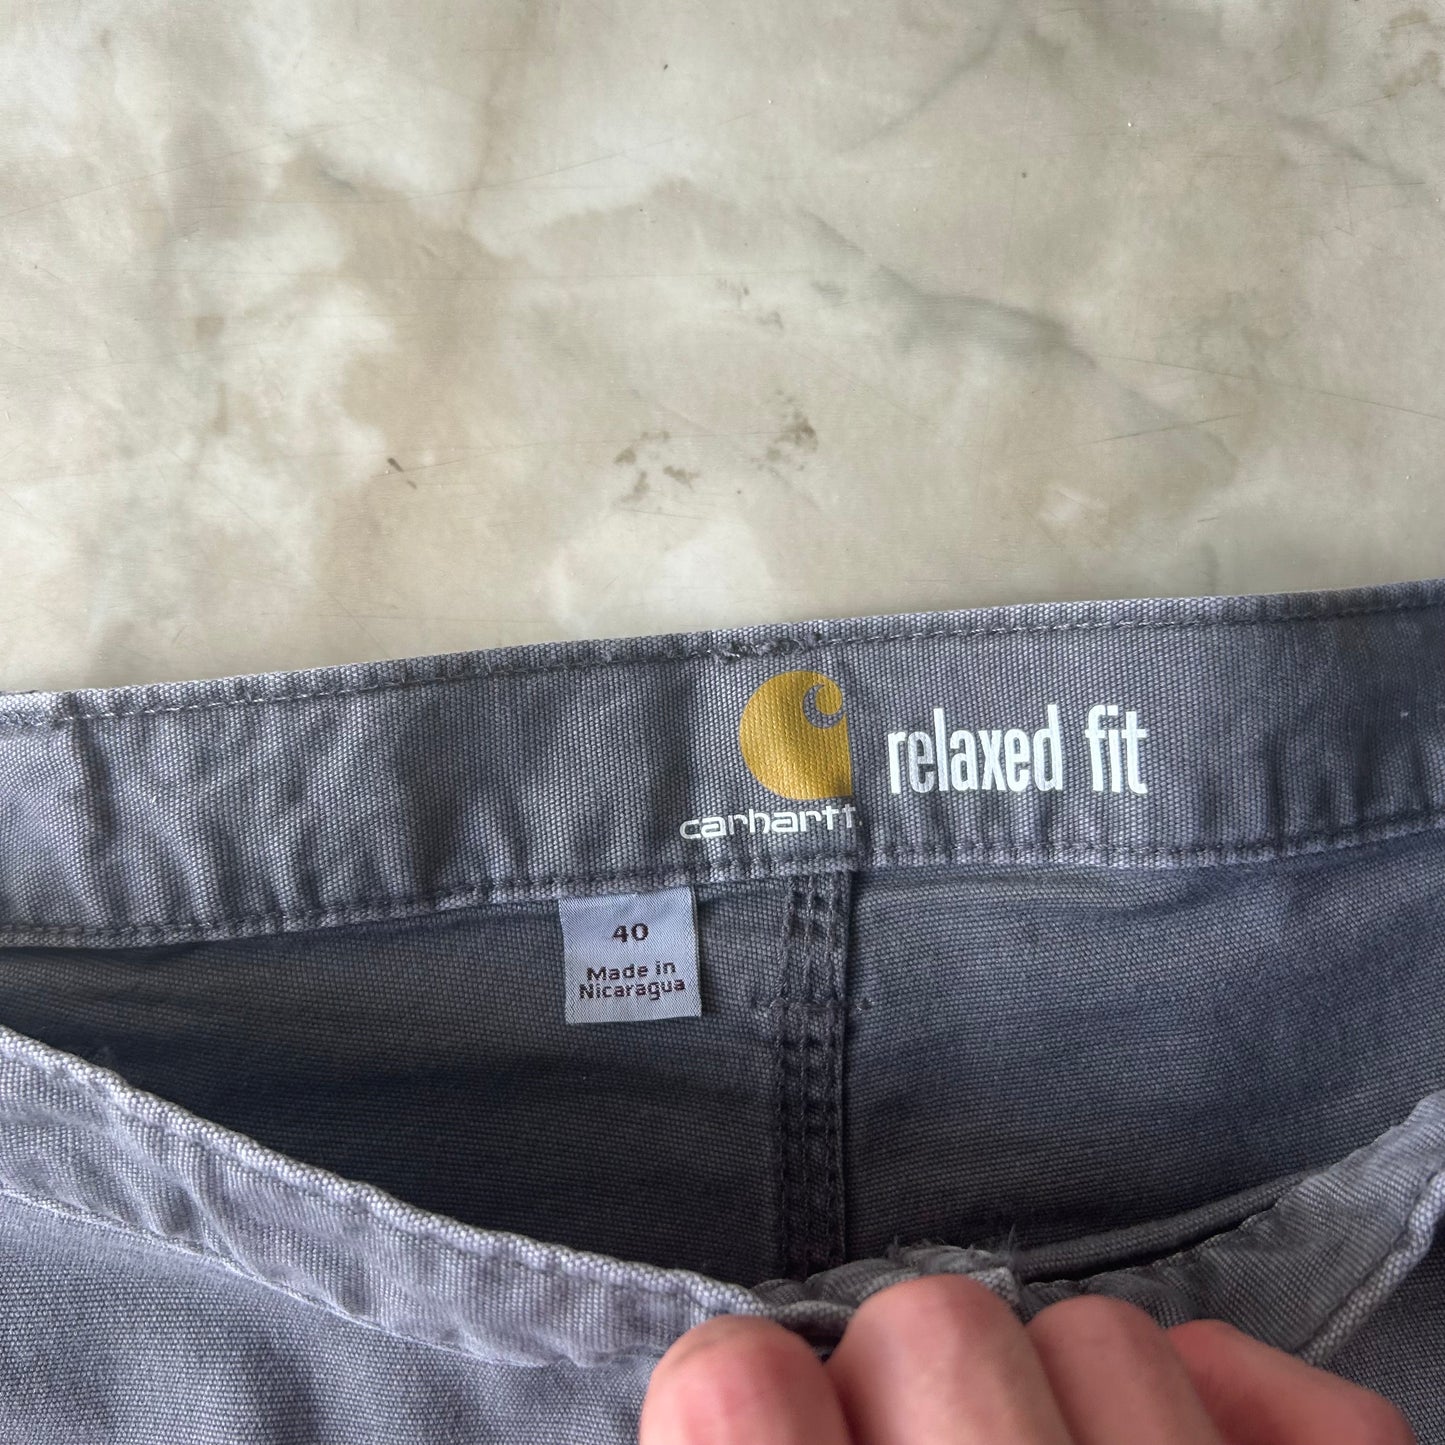 relaxed fit
carhartt
40
Made in
Nicaragua